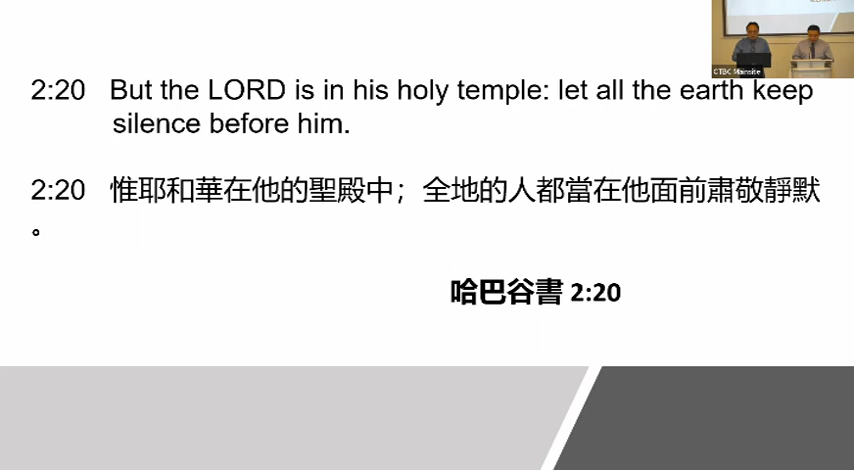 CTBC Mainsite
2:20 But the LORD is in his holy temple: let all the earth keep
silence before him.
2:20 惟耶和華在他的聖殿中；全地的人都當在他面前肅敬靜默
。
哈巴谷書 2:20